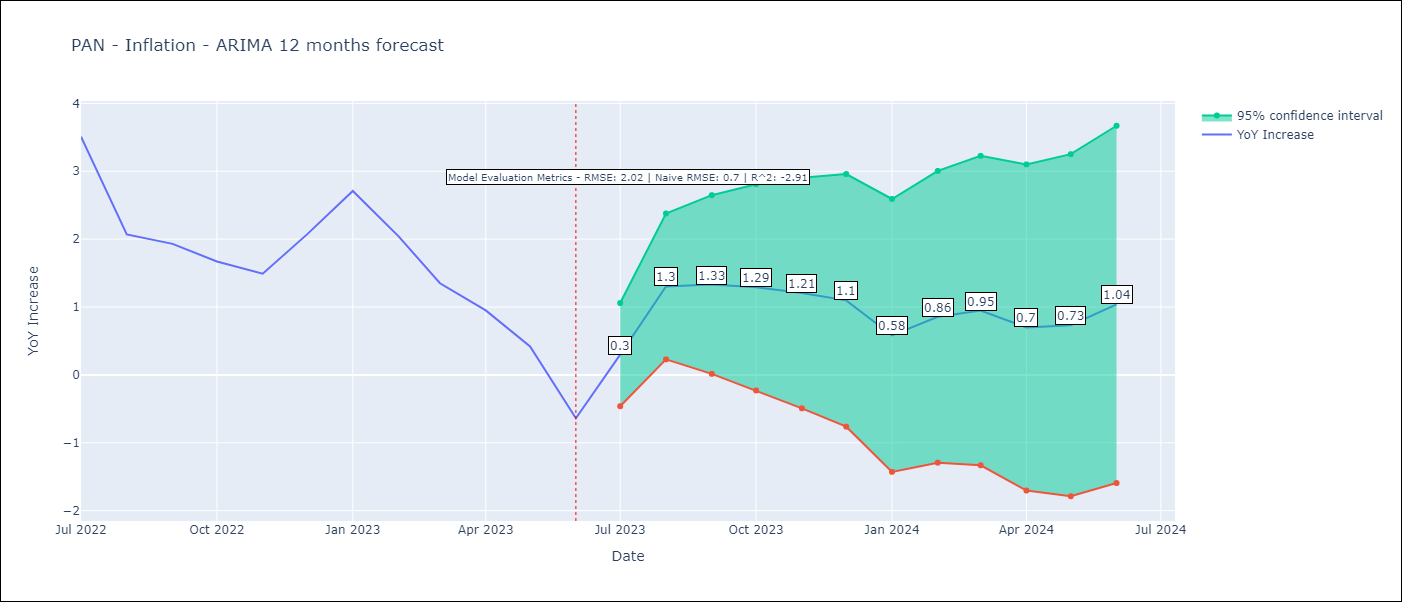 PAN - Inflation - ARIMA 12 months forecast
95% confidence interval
YoY Increase
Model Evaluation Metrics - RMSE: 2.02 | Naive RMSE: 0.7 | R^2: -2.91
YoY Increase
4
3
2
1
0
−1
−2
0.3
1.3
1.33
1.29
1.21
1.1
0.58
0.86
0.95
0.7
0.73
1.04
Jul 2022
Oct 2022
Jan 2023
Apr 2023
Jul 2023
Oct 2023
Jan 2024
Apr 2024
Jul 2024
Date